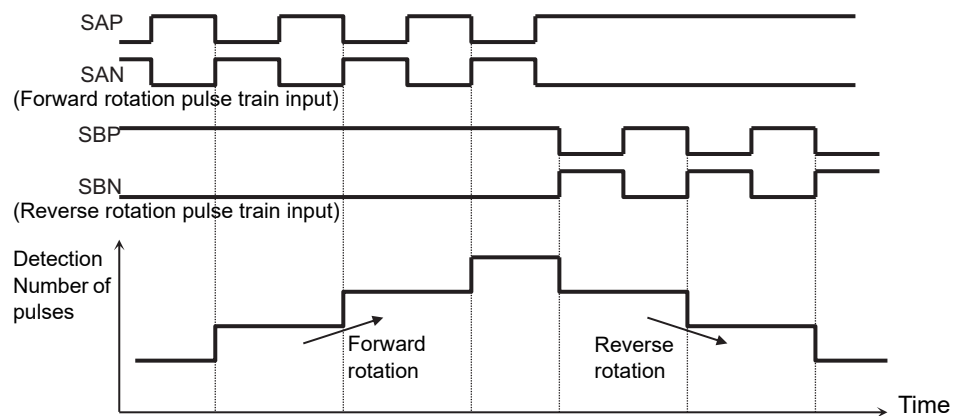 SAP
SAN
(Forward rotation pulse train input)
SBP
SBN
(Reverse rotation pulse train input)
Detection
Number of
pulses
Forward
rotation
Reverse
rotation
Time